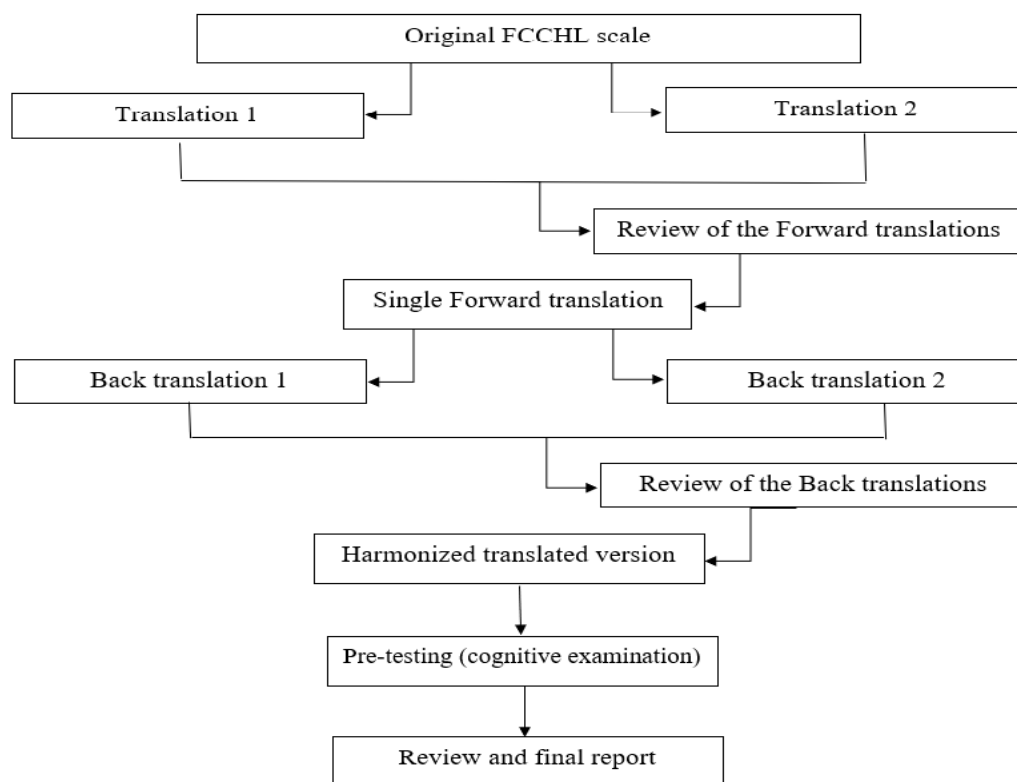 Original FCCHL scale
Translation 1
Translation 2
Review of the Forward translations
Single Forward translation
Back translation 1
Back translation 2
Review of the Back translations
Harmonized translated version
Pre-testing (cognitive examination)
Review and final report